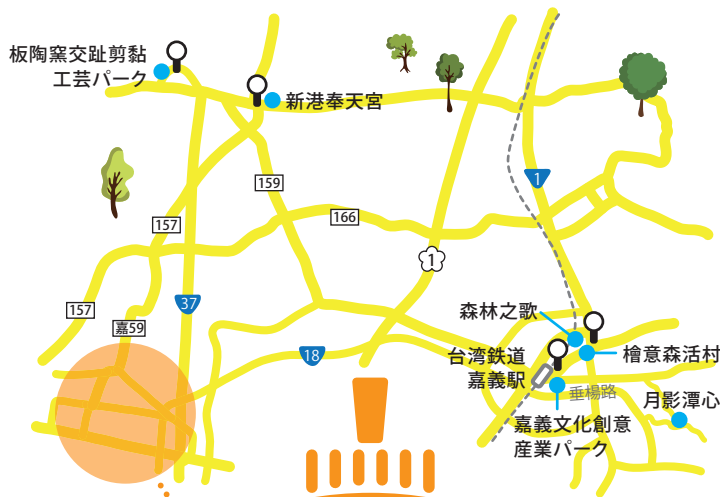 板陶窯交趾剪黏
工芸パーク
新港奉天宮
159
1
157
166
1
157
37
嘉59
18
森林之歌
台湾鉄道
嘉義駅
檜意森活村
垂楊路
月影潭心
嘉義文化創意
産業パーク